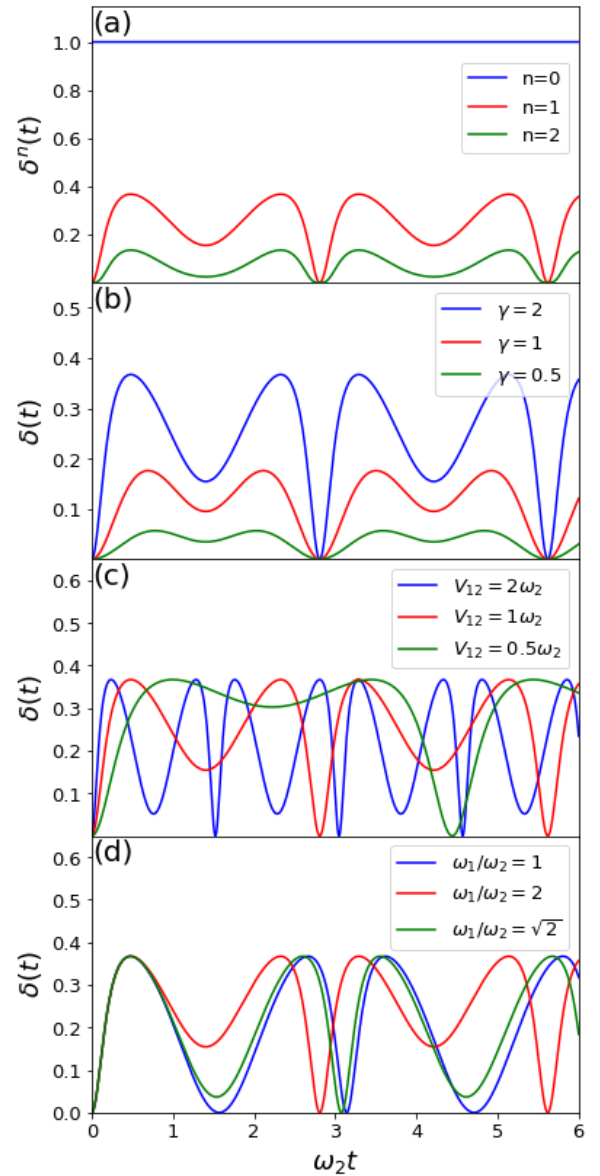 (a)
1.0
0.8
0.6
0.4
0.2
δⁿ(t)
n=0
n=1
n=2
(b)
0.5
0.4
0.3
0.2
0.1
δ(t)
γ = 2
γ = 1
γ = 0.5
(c)
0.6
0.5
0.4
0.3
0.2
0.1
δ(t)
V₁₂ = 2ω₂
V₁₂ = 1ω₂
V₁₂ = 0.5ω₂
(d)
0.6
0.5
0.4
0.3
0.2
0.1
0.0
δ(t)
ω₁/ω₂ = 1
ω₁/ω₂ = 2
ω₁/ω₂ = √2
0 1 2 3 4 5 6
ω₂t